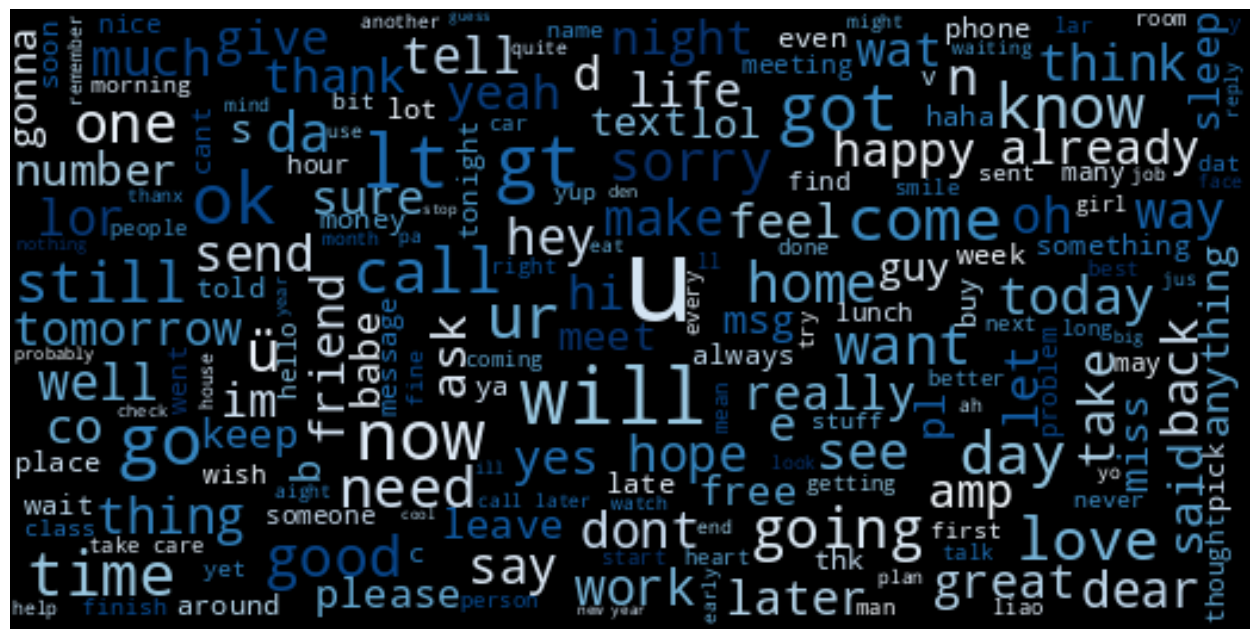 another guess
nice give name night might room
gonna soon remember much tell quite even wat phone lar y
morning thank d meeting waiting think sleep reply
bit yeah life v n
one mind lot got know haha
cant s da use car text lol
number hour lt gt sorry happy already dat
thanx ok sure tonight yup den find smile sent many job face
lor people money stop make feel come oh girl way
nothing month pa hey eat done something
send right ll guy week best
still told year call hi u home today jus
tomorrow ü friend hello message ur every msg lunch buy next long big anything
probably babe ask meet always try want may
well went house fine coming problem
im ya will really better let take back
co check mean stuff ah pl miss
go keep now e see day
place wish b ill yes hope look yo said pick
aight need late free getting amp never
wait call later watch
class thing someone cool leave dont end going first love thought
take care start heart talk
time yet good c say thk plan great dear
help finish around please person work new year early later man liao